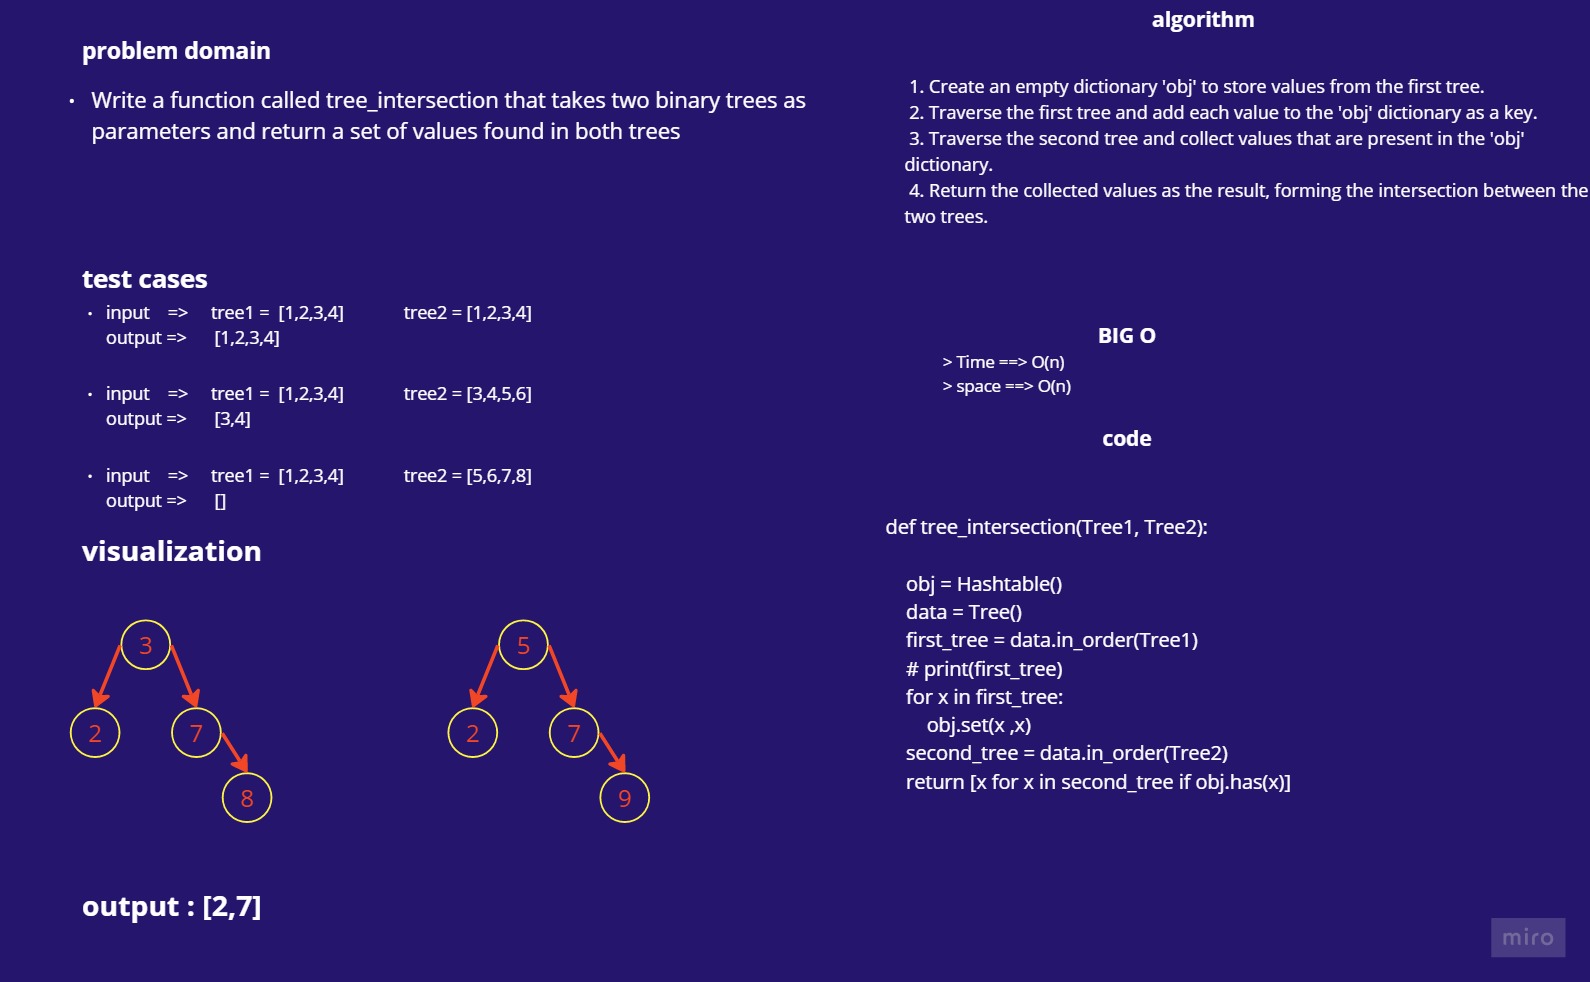 problem domain
• Write a function called tree_intersection that takes two binary trees as
parameters and return a set of values found in both trees
test cases
• input => tree1 = [1,2,3,4] tree2 = [1,2,3,4]
output => [1,2,3,4]
• input => tree1 = [1,2,3,4] tree2 = [3,4,5,6]
output => [3,4]
• input => tree1 = [1,2,3,4] tree2 = [5,6,7,8]
output => []
visualization
3
2 7
8
5
2 7
9
output : [2,7]
algorithm
1. Create an empty dictionary 'obj' to store values from the first tree.
2. Traverse the first tree and add each value to the 'obj' dictionary as a key.
3. Traverse the second tree and collect values that are present in the 'obj'
dictionary.
4. Return the collected values as the result, forming the intersection between the
two trees.
BIG O
> Time ==> O(n)
> space ==> O(n)
code
def tree_intersection(Tree1, Tree2):
obj = Hashtable()
data = Tree()
first_tree = data.in_order(Tree1)
# print(first_tree)
for x in first_tree:
obj.set(x ,x)
second_tree = data.in_order(Tree2)
return [x for x in second_tree if obj.has(x)]
miro